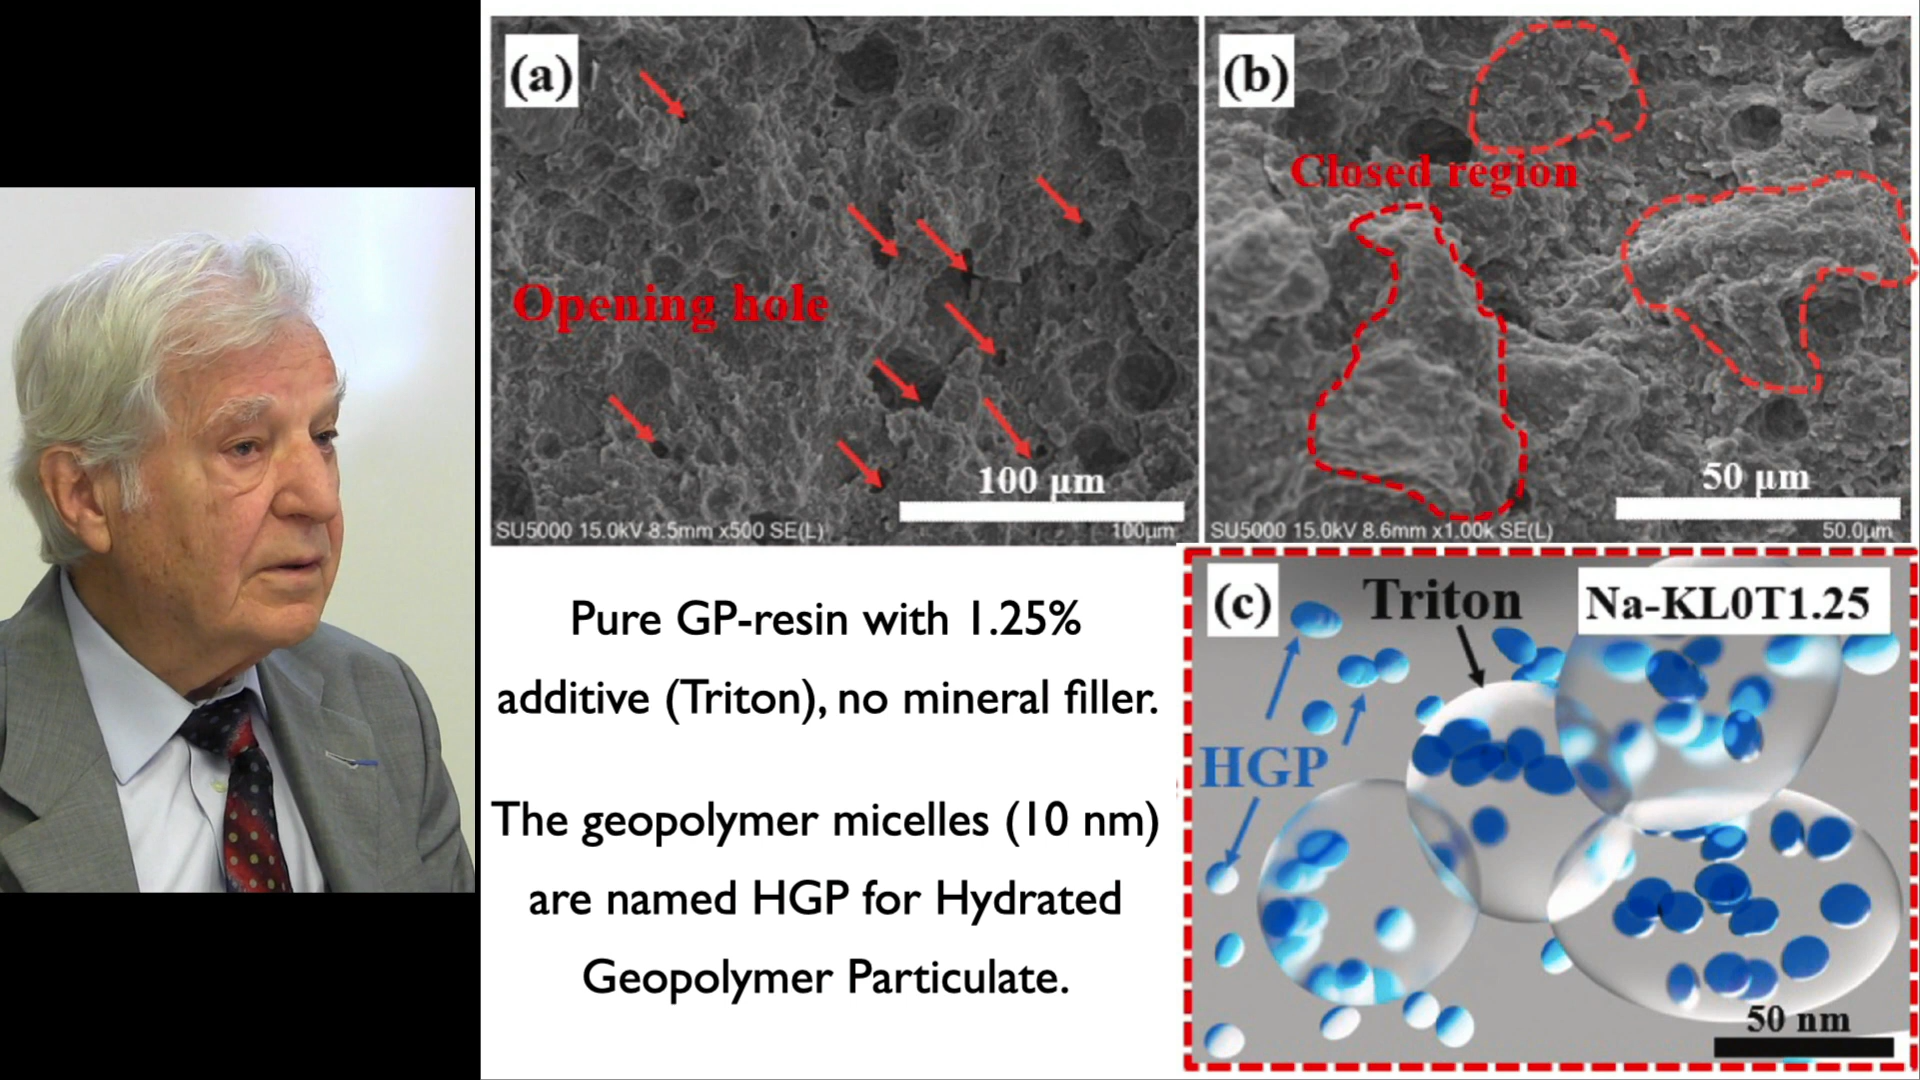 (a)
Opening hole
100 μm
SU5000 15.0kV 8.5mm x500 SE(L)
100μm
(b)
Closed region
50 μm
SU5000 15.0kV 8.6mm x1.00k SE(L)
50.0μm
Pure GP-resin with 1.25%
additive (Triton), no mineral filler.
The geopolymer micelles (10 nm)
are named HGP for Hydrated
Geopolymer Particulate.
(c)
Triton
Na-KL0T1.25
HGP
50 nm